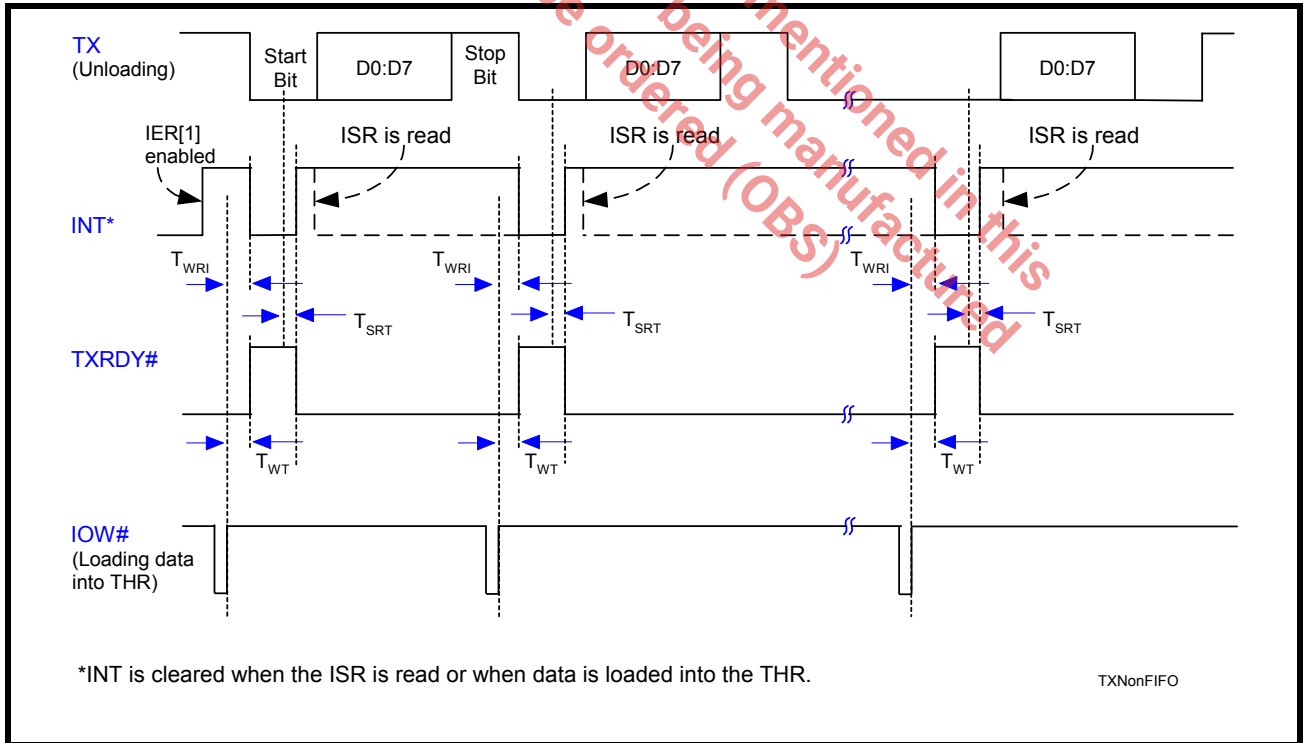 TX
(Unloading)
Start
Bit
D0:D7
Stop
Bit
D0:D7
D0:D7
IER[1]
enabled
ISR is read
ISR is read
ISR is read
INT*
TWRI
TWRI
TWRI
TSRT
TSRT
TSRT
TXRDY#
TWT
TWT
TWT
IOW#
(Loading data
into THR)
*INT is cleared when the ISR is read or when data is loaded into the THR.
TXNonFIFO
mentioned in this
being manufactured
be ordered (OBS)